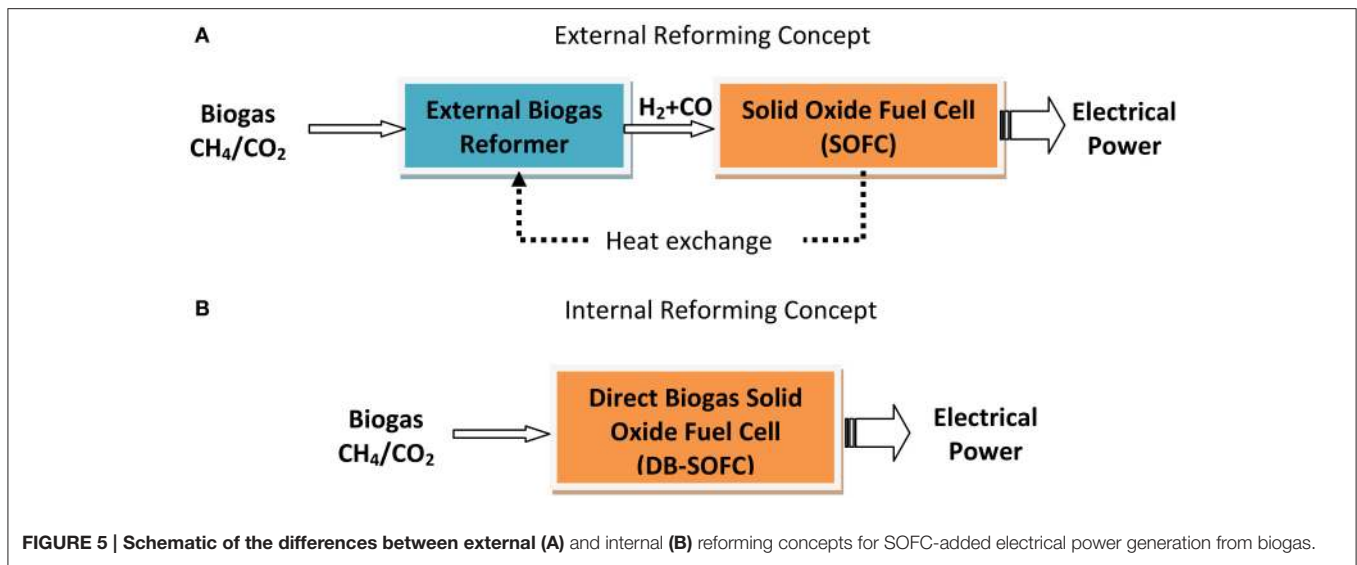 A
External Reforming Concept
Biogas
CH₄/CO₂
External Biogas
Reformer
H₂+CO
Solid Oxide Fuel Cell
(SOFC)
Electrical
Power
Heat exchange
B
Internal Reforming Concept
Biogas
CH₄/CO₂
Direct Biogas Solid
Oxide Fuel Cell
(DB-SOFC)
Electrical
Power
FIGURE 5 | Schematic of the differences between external (A) and internal (B) reforming concepts for SOFC-added electrical power generation from biogas.